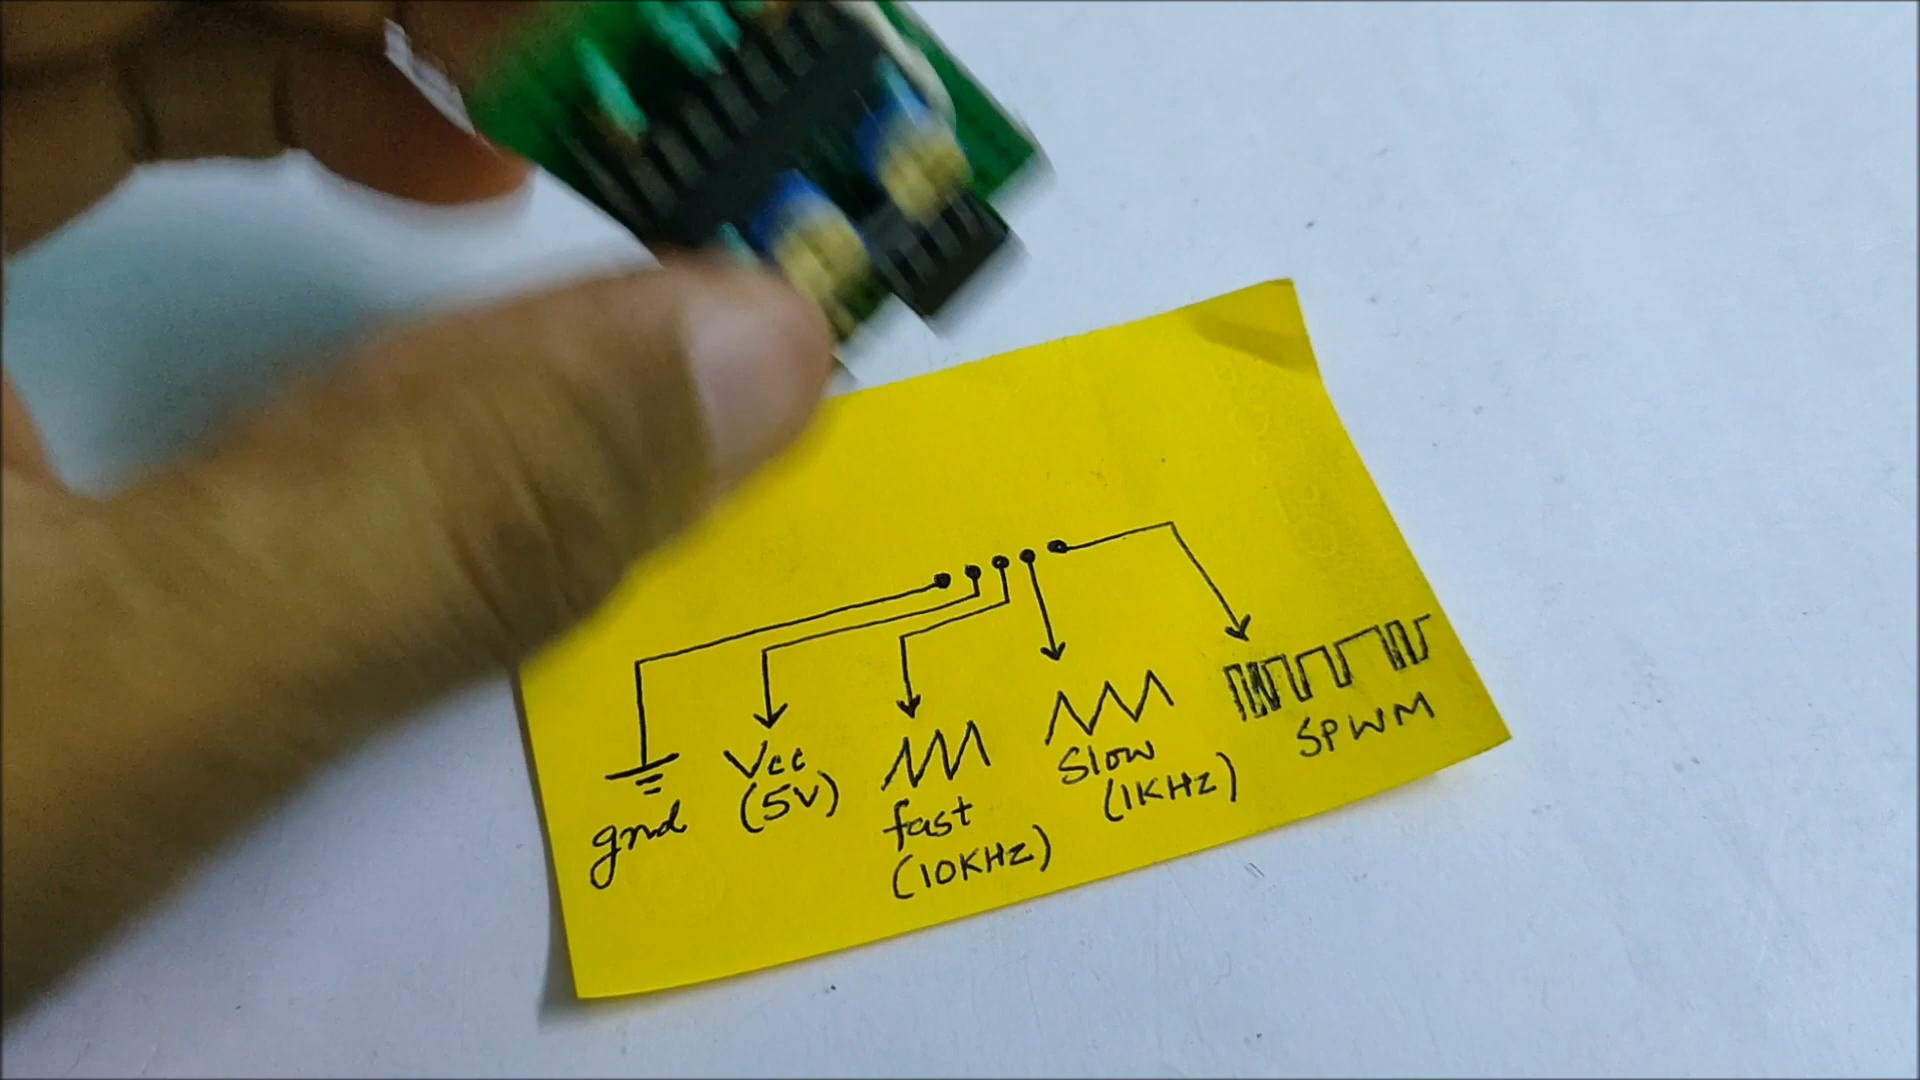 gnd
Vcc
(5V)
fast
(10KHz)
Slow
(1KHz)
SPWM